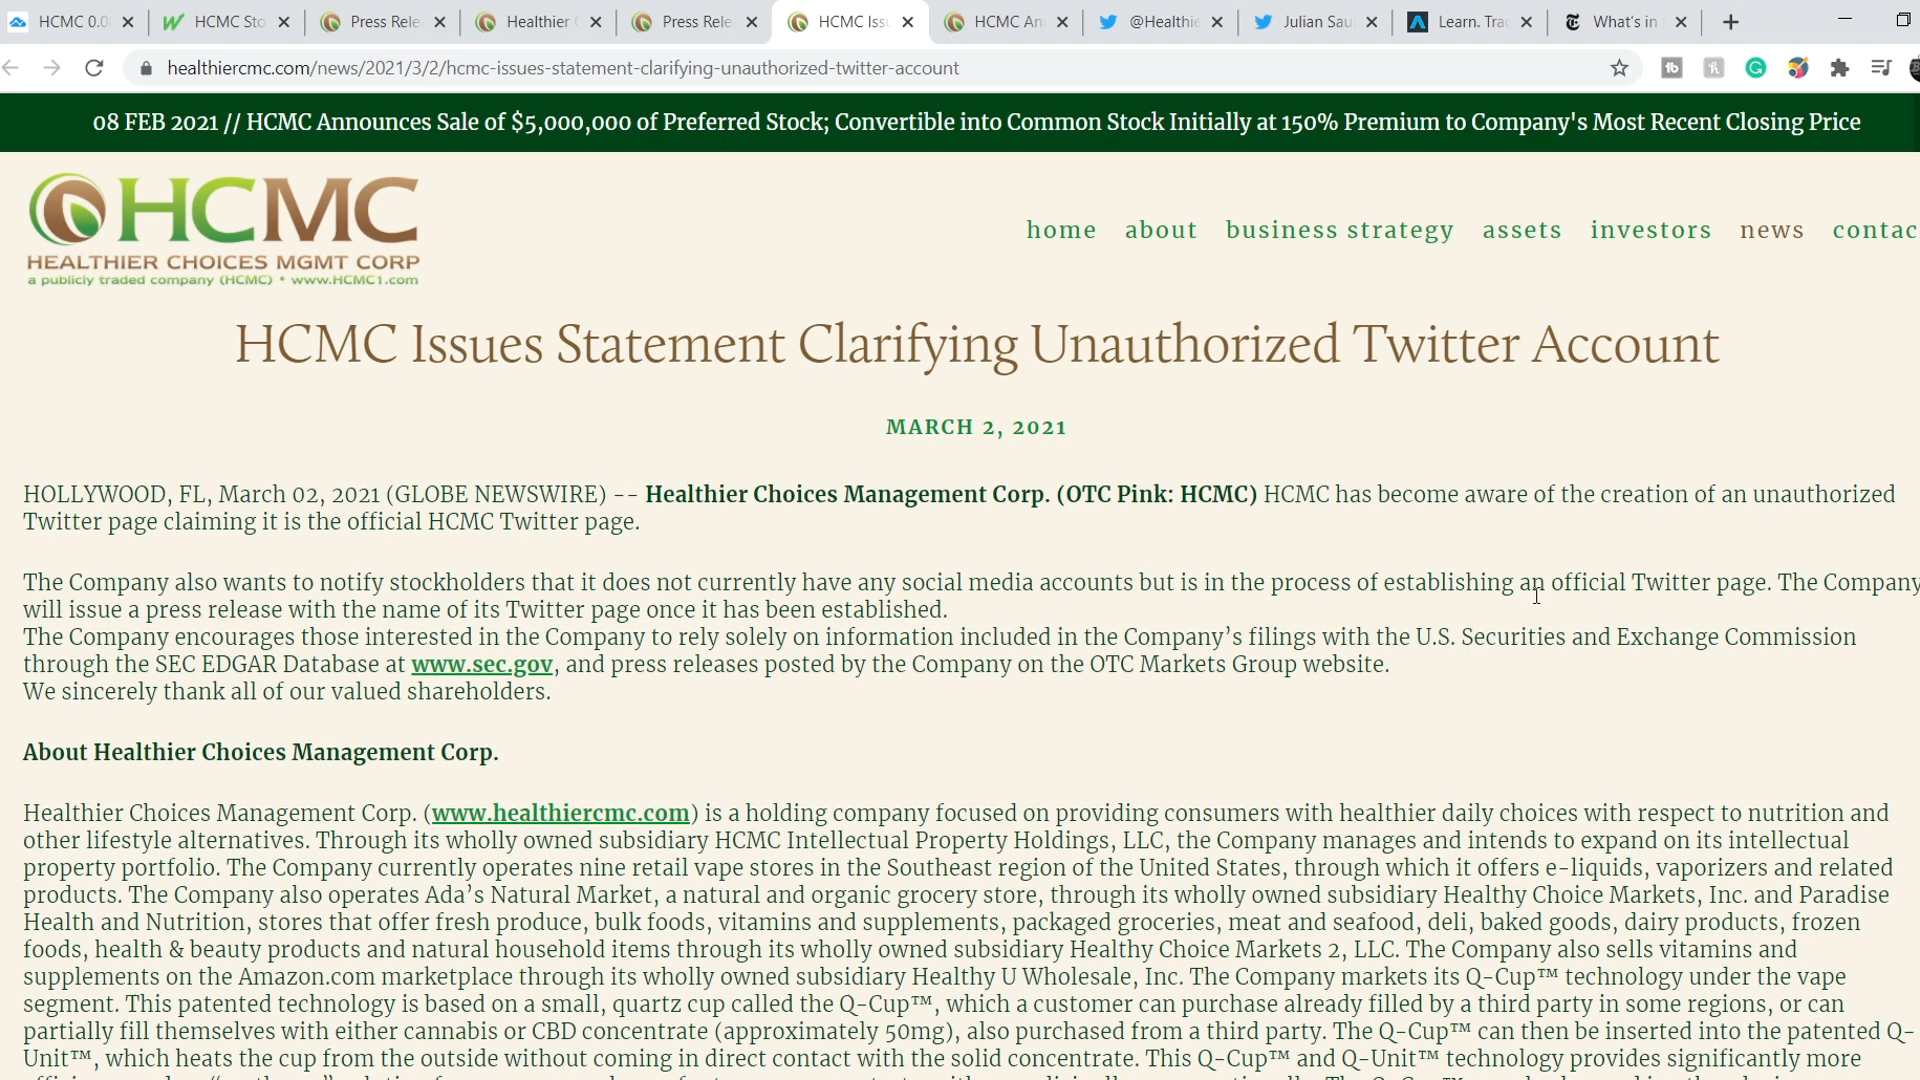 HCMC 0.0
HCMC Sto
Press Rele
Healthier C
Press Rele
HCMC Issu
HCMC An
@Healthie
Julian Sau
Learn. Trad
What's in
healthiercmc.com/news/2021/3/2/hcmc-issues-statement-clarifying-unauthorized-twitter-account
08 FEB 2021 // HCMC Announces Sale of $5,000,000 of Preferred Stock; Convertible into Common Stock Initially at 150% Premium to Company's Most Recent Closing Price
HCMC
HEALTHIER CHOICES MGMT CORP
a publicly traded company (HCMC) • www.HCMC1.com
home about business strategy assets investors news contac
HCMC Issues Statement Clarifying Unauthorized Twitter Account
MARCH 2, 2021
HOLLYWOOD, FL, March 02, 2021 (GLOBE NEWSWIRE) -- Healthier Choices Management Corp. (OTC Pink: HCMC) HCMC has become aware of the creation of an unauthorized
Twitter page claiming it is the official HCMC Twitter page.
The Company also wants to notify stockholders that it does not currently have any social media accounts but is in the process of establishing an official Twitter page. The Company
will issue a press release with the name of its Twitter page once it has been established.
The Company encourages those interested in the Company to rely solely on information included in the Company’s filings with the U.S. Securities and Exchange Commission
through the SEC EDGAR Database at www.sec.gov, and press releases posted by the Company on the OTC Markets Group website.
We sincerely thank all of our valued shareholders.
About Healthier Choices Management Corp.
Healthier Choices Management Corp. (www.healthiercmc.com) is a holding company focused on providing consumers with healthier daily choices with respect to nutrition and
other lifestyle alternatives. Through its wholly owned subsidiary HCMC Intellectual Property Holdings, LLC, the Company manages and intends to expand on its intellectual
property portfolio. The Company currently operates nine retail vape stores in the Southeast region of the United States, through which it offers e-liquids, vaporizers and related
products. The Company also operates Ada’s Natural Market, a natural and organic grocery store, through its wholly owned subsidiary Healthy Choice Markets, Inc. and Paradise
Health and Nutrition, stores that offer fresh produce, bulk foods, vitamins and supplements, packaged groceries, meat and seafood, deli, baked goods, dairy products, frozen
foods, health & beauty products and natural household items through its wholly owned subsidiary Healthy Choice Markets 2, LLC. The Company also sells vitamins and
supplements on the Amazon.com marketplace through its wholly owned subsidiary Healthy U Wholesale, Inc. The Company markets its Q-Cup™ technology under the vape
segment. This patented technology is based on a small, quartz cup called the Q-Cup™, which a customer can purchase already filled by a third party in some regions, or can
partially fill themselves with either cannabis or CBD concentrate (approximately 50mg), also purchased from a third party. The Q-Cup™ can then be inserted into the patented Q-
Unit™, which heats the cup from the outside without coming in direct contact with the solid concentrate. This Q-Cup™ and Q-Unit™ technology provides significantly more